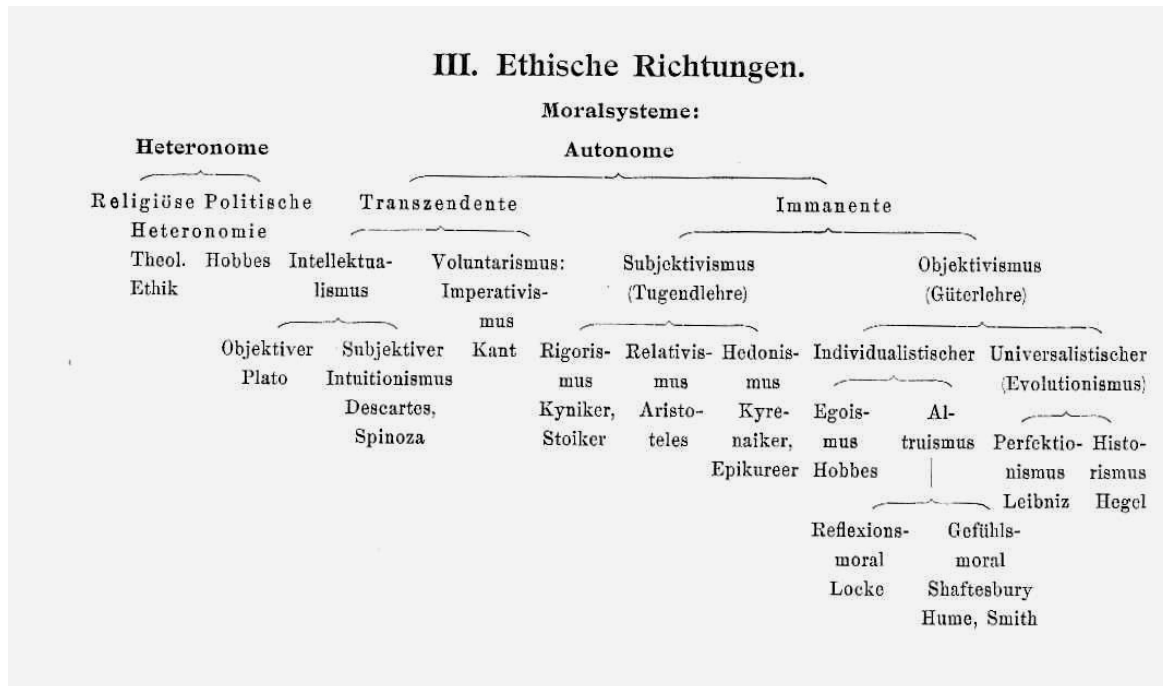 III. Ethische Richtungen.
Moralsysteme:
Heteronome Autonome
Religiöse Politische Transzendente Immanente
Heteronomie
Theol. Hobbes Intellektua- Voluntarismus: Subjektivismus Objektivismus
Ethik lismus Imperativis- (Tugendlehre) (Güterlehre)
mus
Objektiver Subjektiver Kant Rigoris- Relativis- Hedonis- Individualistischer Universalistischer
Plato Intuitionismus mus mus mus (Evolutionismus)
Descartes, Kyniker, Aristo- Kyre- Egois- Al-
Spinoza Stoiker teles naiker, mus truismus Perfektio- Histo-
Epikureer Hobbes nismus rismus
Leibniz Hegel
Reflexions- Gefühls-
moral moral
Locke Shaftesbury
Hume, Smith